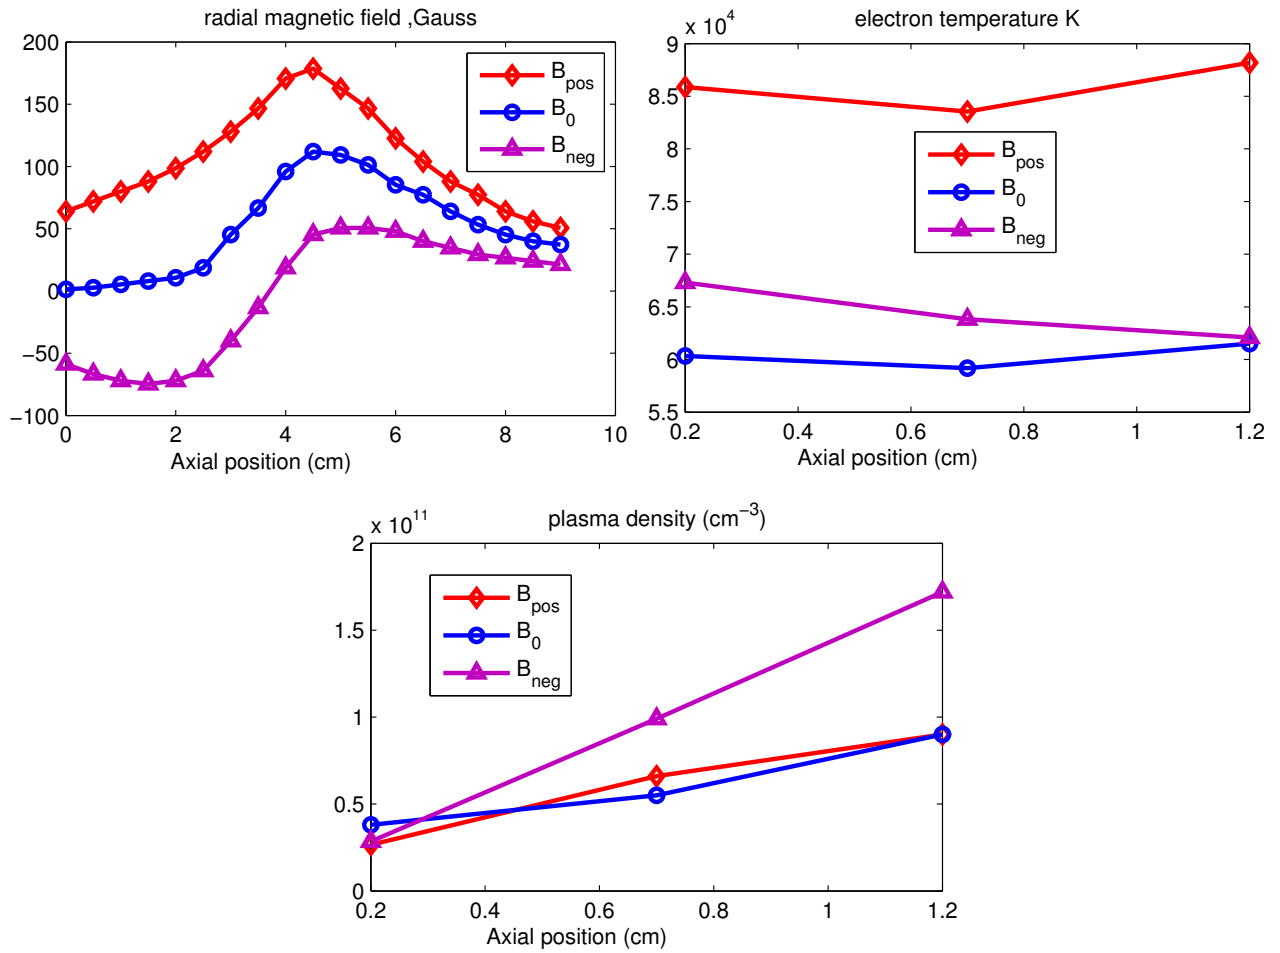 radial magnetic field ,Gauss
200
150
100
50
0
−50
−100
0 2 4 6 8 10
Axial position (cm)
B_pos
B_0
B_neg
electron temperature K
x 10^4
9
8.5
8
7.5
7
6.5
6
5.5
0.2 0.4 0.6 0.8 1 1.2
Axial position (cm)
B_pos
B_0
B_neg
plasma density (cm^−3)
x 10^11
2
1.5
1
0.5
0
0.2 0.4 0.6 0.8 1 1.2
Axial position (cm)
B_pos
B_0
B_neg